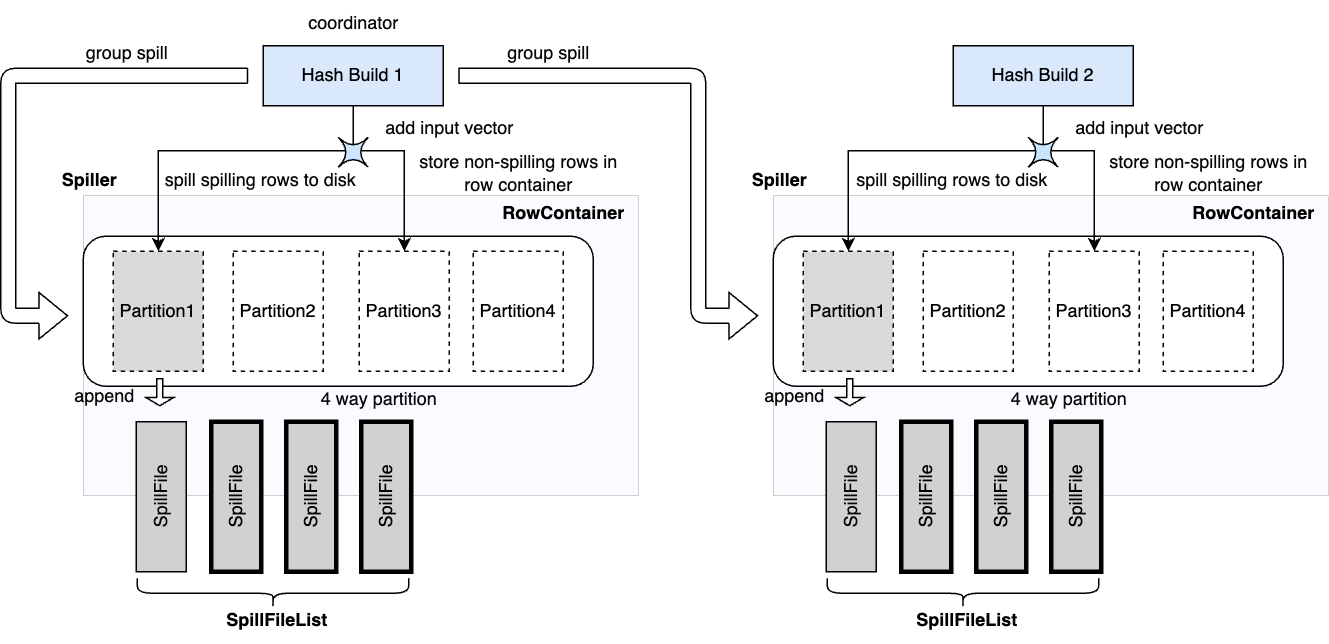 coordinator
group spill
Hash Build 1
group spill
Hash Build 2
add input vector
add input vector
store non-spilling rows in
row container
store non-spilling rows in
row container
Spiller
spill spilling rows to disk
Spiller
spill spilling rows to disk
RowContainer
RowContainer
Partition1
Partition2
Partition3
Partition4
Partition1
Partition2
Partition3
Partition4
append
4 way partition
append
4 way partition
SpillFile
SpillFile
SpillFile
SpillFile
SpillFile
SpillFile
SpillFile
SpillFile
SpillFileList
SpillFileList